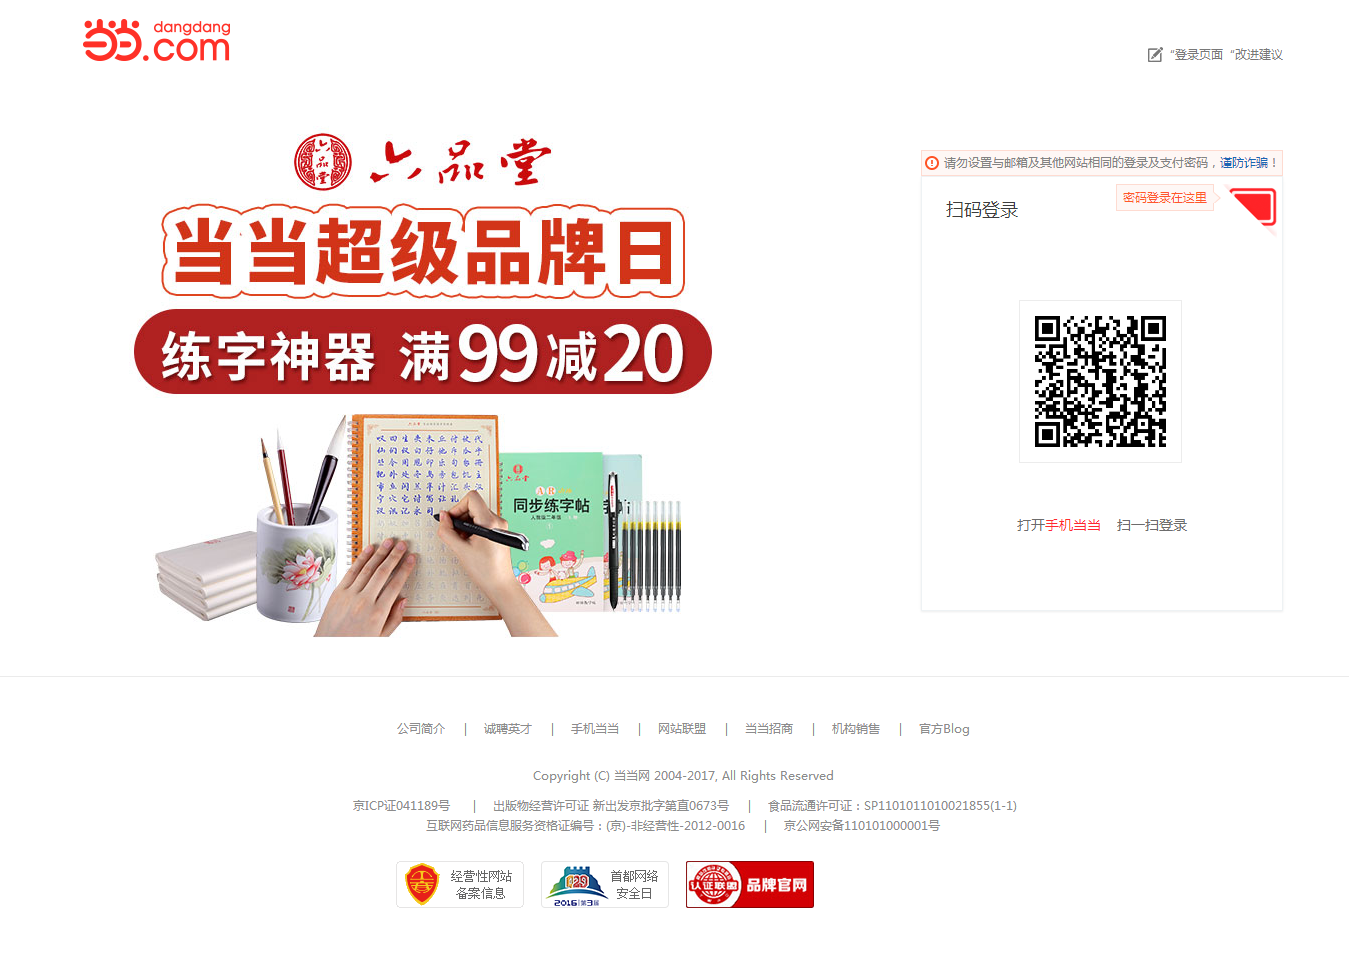 dangdang
当当.com
“登录页面 “改进建议
六品堂 六品堂
当当超级品牌日
练字神器 满99减20
请勿设置与邮箱及其他网站相同的登录及支付密码，谨防诈骗！
密码登录在这里
扫码登录
六品堂
同步练字帖
打开手机当当 扫一扫登录
公司简介 | 诚聘英才 | 手机当当 | 网站联盟 | 当当招商 | 机构销售 | 官方Blog
Copyright (C) 当当网 2004-2017, All Rights Reserved
京ICP证041189号 | 出版物经营许可证 新出发京批字第直0673号 | 食品流通许可证：SP1101011010021855(1-1)
互联网药品信息服务资格证编号：(京)-非经营性-2012-0016 | 京公网安备110101000001号
经营性网站
备案信息
429
2016 第3届
首都网络
安全日
认证联盟
品牌官网